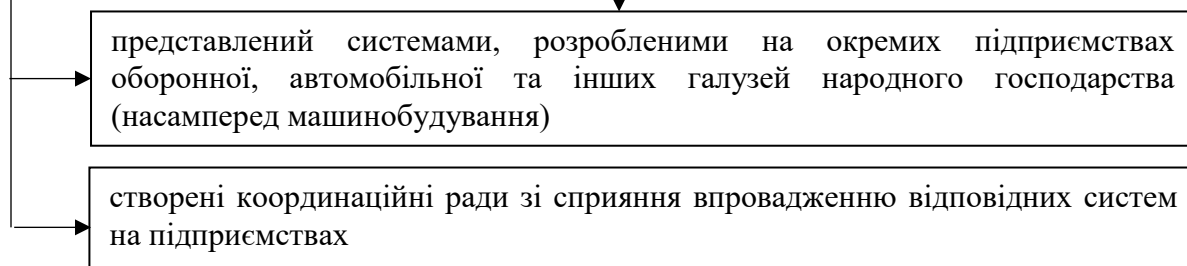 представлений системами, розробленими на окремих підприємствах
оборонної, автомобільної та інших галузей народного господарства
(насамперед машинобудування)
створені координаційні ради зі сприяння впровадженню відповідних систем
на підприємствах